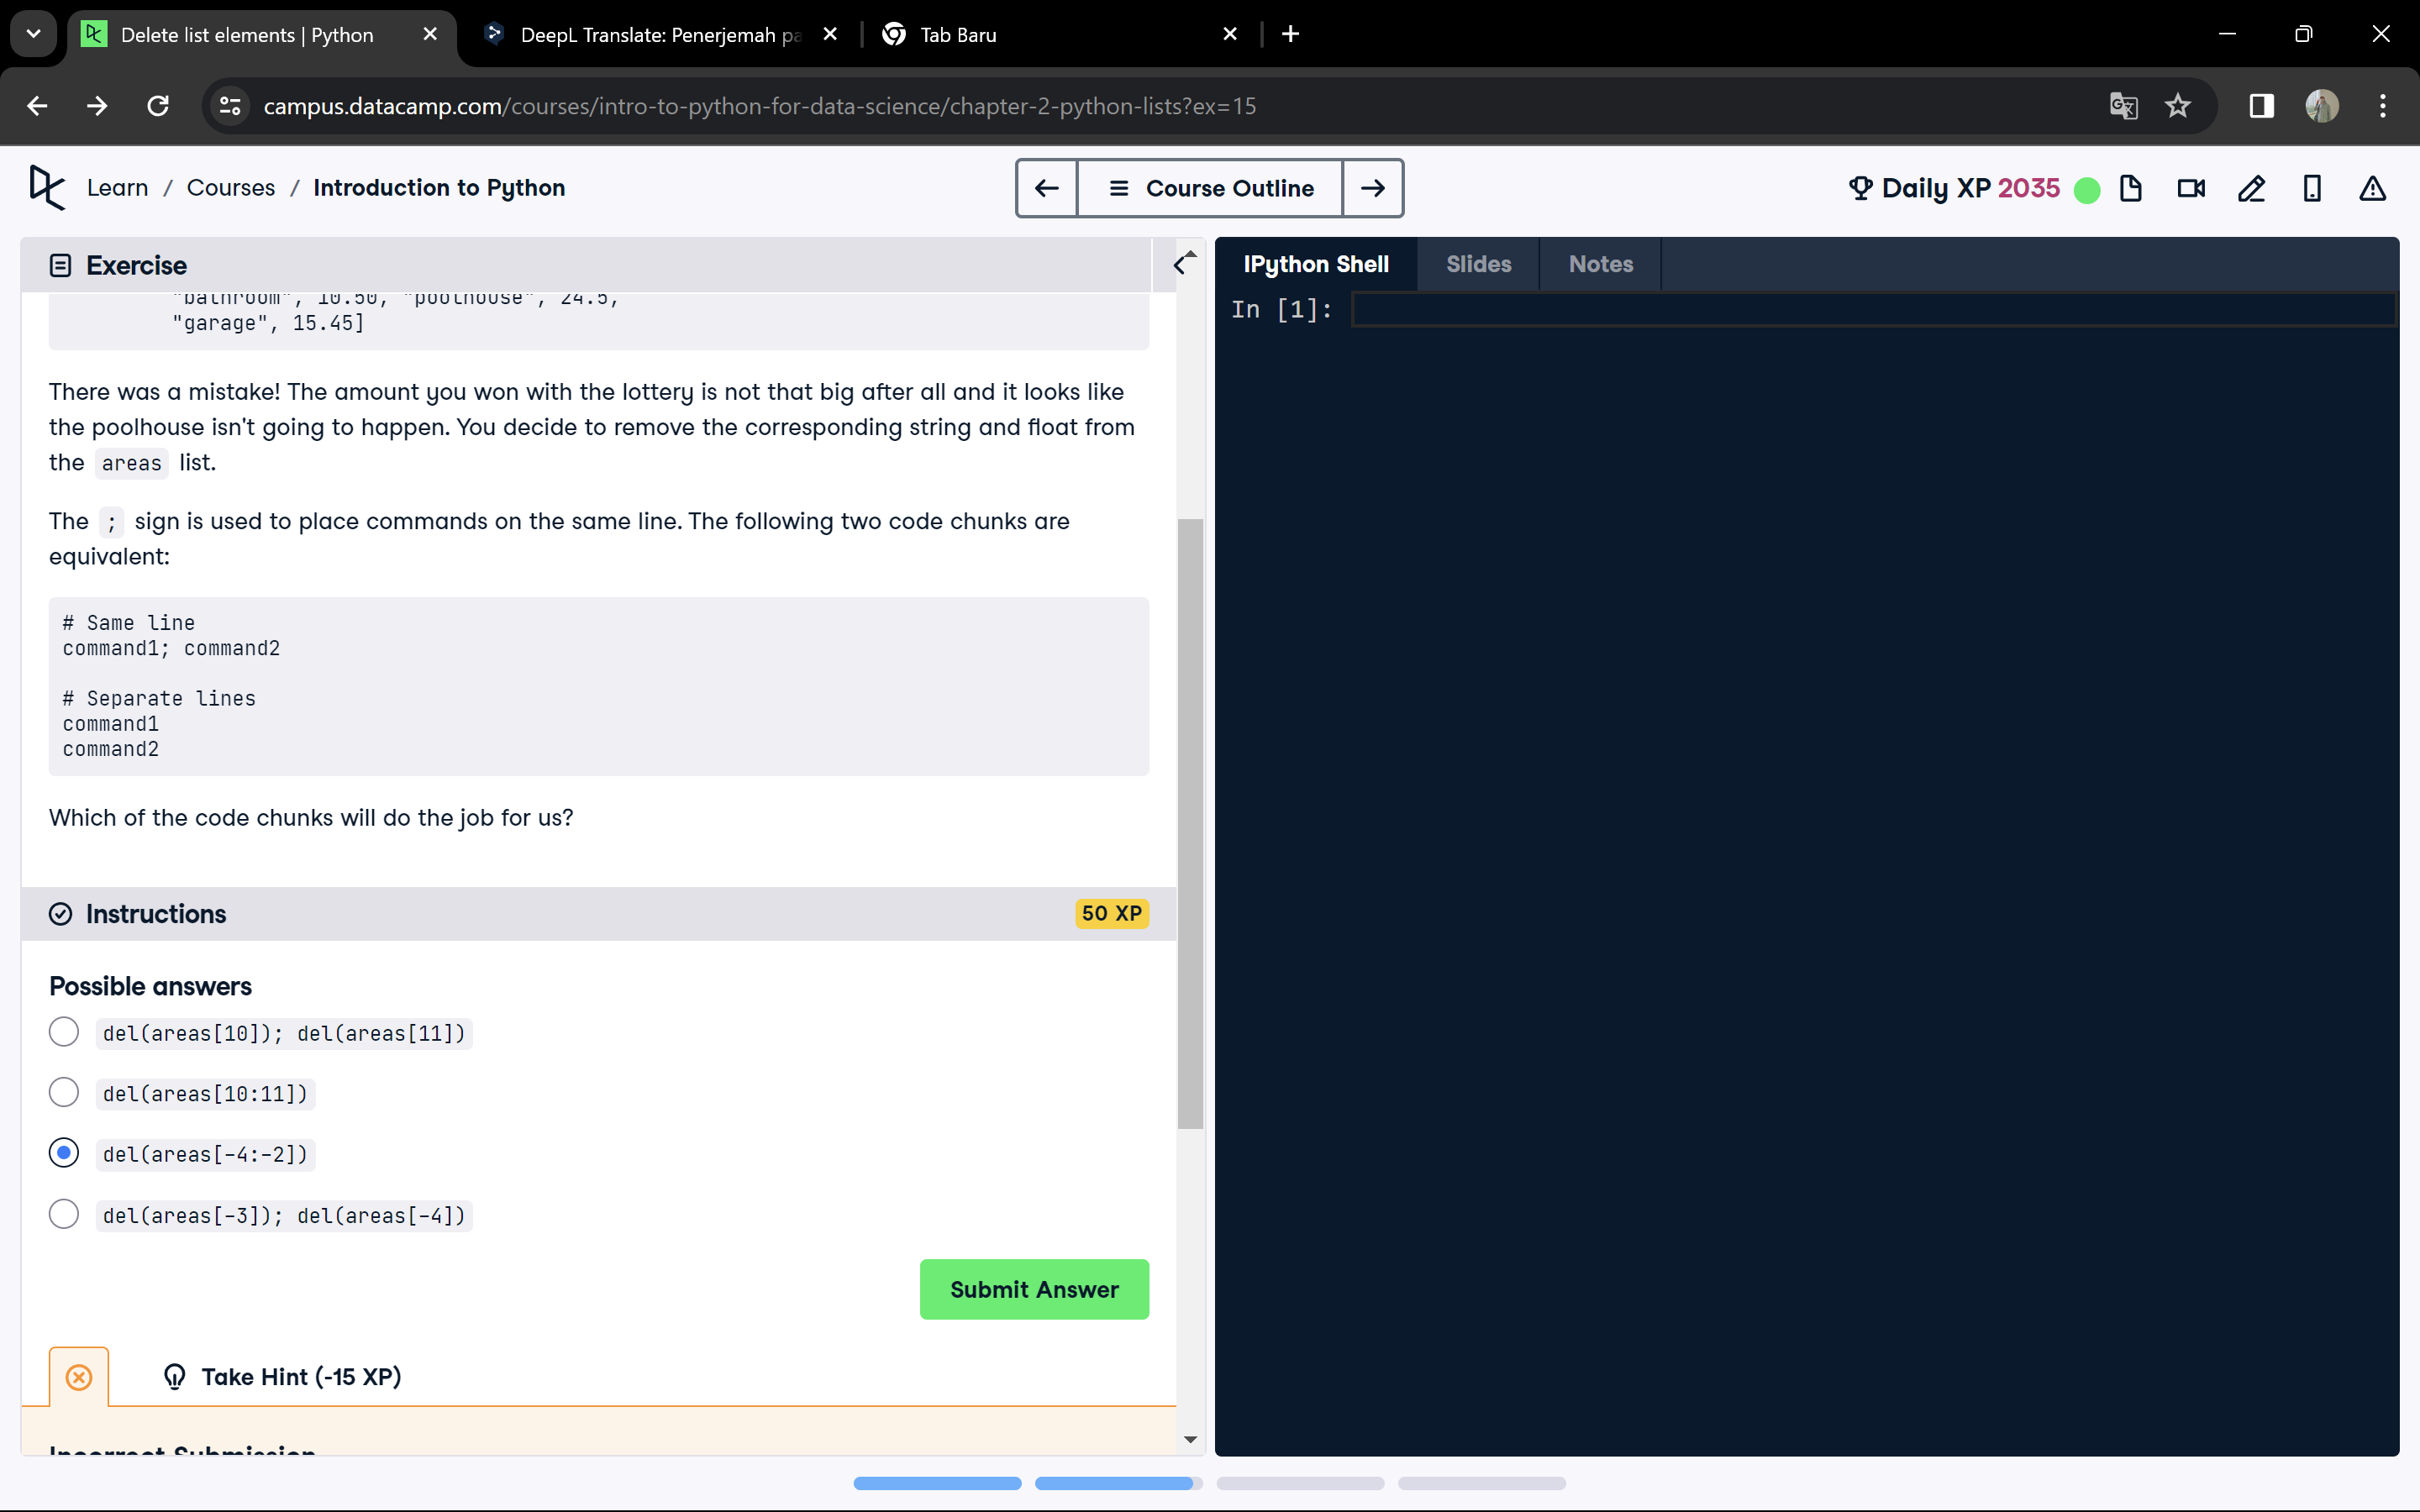 Delete list elements | Python
DeepL Translate: Penerjemah pa
Tab Baru
campus.datacamp.com/courses/intro-to-python-for-data-science/chapter-2-python-lists?ex=15
Learn / Courses / Introduction to Python
Course Outline
Daily XP 2035
Exercise
"bathroom", 10.50, "poolhouse", 24.5,
"garage", 15.45]
There was a mistake! The amount you won with the lottery is not that big after all and it looks like
the poolhouse isn't going to happen. You decide to remove the corresponding string and float from
the areas list.
The ; sign is used to place commands on the same line. The following two code chunks are
equivalent:
# Same line
command1; command2
# Separate lines
command1
command2
Which of the code chunks will do the job for us?
Instructions
50 XP
Possible answers
del(areas[10]); del(areas[11])
del(areas[10:11])
del(areas[-4:-2])
del(areas[-3]); del(areas[-4])
Submit Answer
Take Hint (-15 XP)
Incorrect Submission
IPython Shell
Slides
Notes
In [1]: